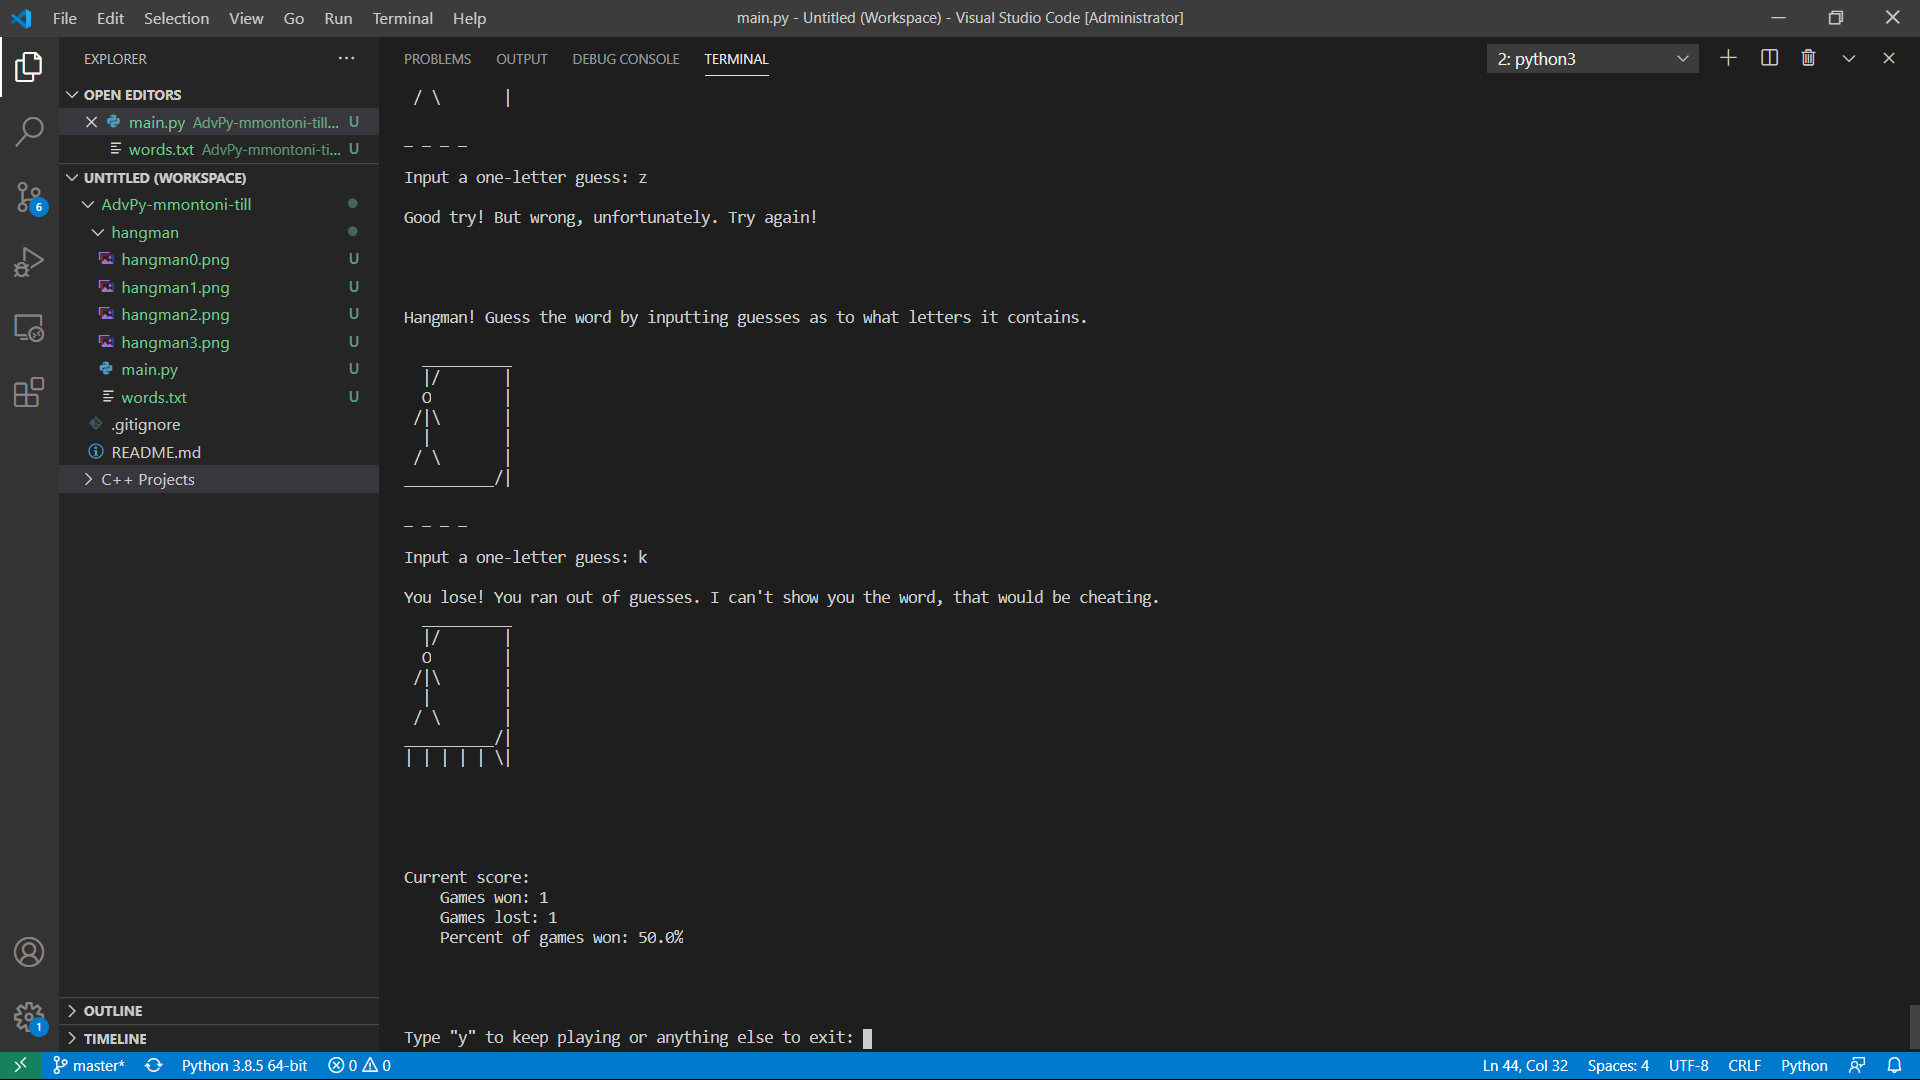 File Edit Selection View Go Run Terminal Help
main.py - Untitled (Workspace) - Visual Studio Code [Administrator]
EXPLORER
OPEN EDITORS
main.py AdvPy-mmontoni-till... U
words.txt AdvPy-mmontoni-ti... U
UNTITLED (WORKSPACE)
AdvPy-mmontoni-till
hangman
hangman0.png U
hangman1.png U
hangman2.png U
hangman3.png U
main.py U
words.txt U
.gitignore
README.md
C++ Projects
OUTLINE
TIMELINE
6
1
PROBLEMS OUTPUT DEBUG CONSOLE TERMINAL
2: python3
 / \       |
_ _ _ _
Input a one-letter guess: z
Good try! But wrong, unfortunately. Try again!
Hangman! Guess the word by inputting guesses as to what letters it contains.
  __________
  |/       |
  O        |
 /|\       |
  |        |
 / \       |
__________/|
_ _ _ _
Input a one-letter guess: k
You lose! You ran out of guesses. I can't show you the word, that would be cheating.
  __________
  |/       |
  O        |
 /|\       |
  |        |
 / \       |
__________/|
| | | | | \|
Current score:
    Games won: 1
    Games lost: 1
    Percent of games won: 50.0%
Type "y" to keep playing or anything else to exit:
master* Python 3.8.5 64-bit 0 0 Ln 44, Col 32 Spaces: 4 UTF-8 CRLF Python